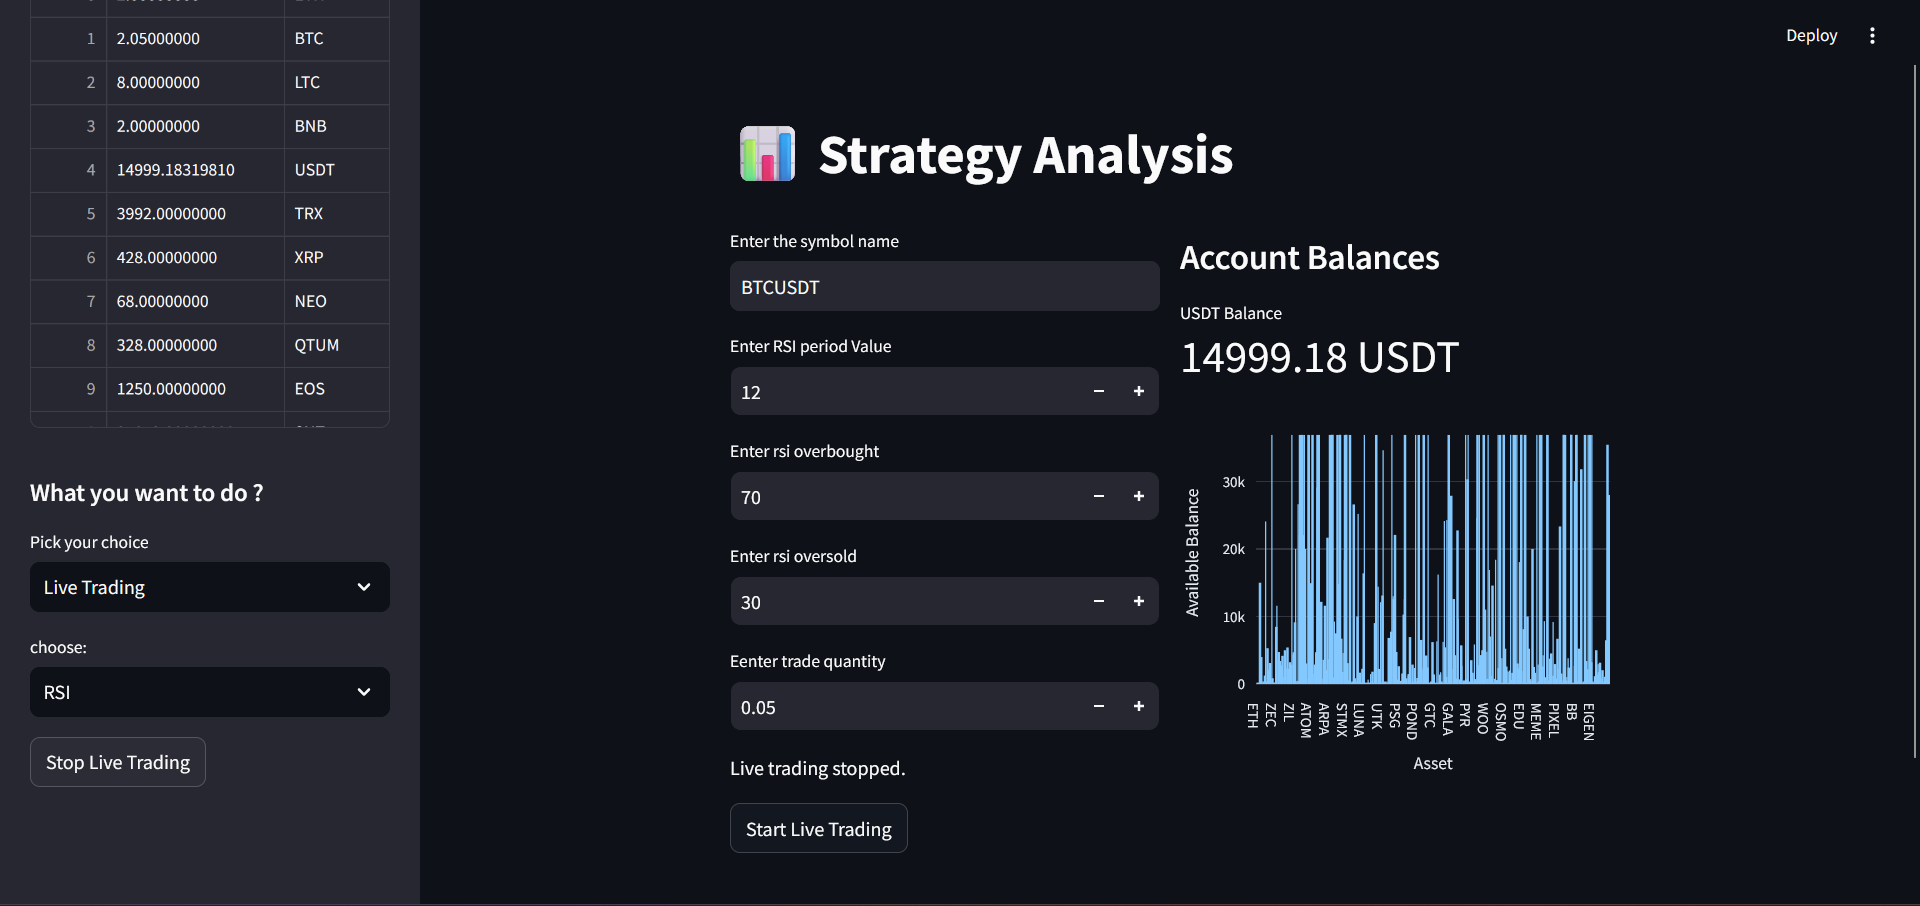 1 2.05000000 BTC
2 8.00000000 LTC
3 2.00000000 BNB
4 14999.18319810 USDT
5 3992.00000000 TRX
6 428.00000000 XRP
7 68.00000000 NEO
8 328.00000000 QTUM
9 1250.00000000 EOS
What you want to do ?
Pick your choice
Live Trading
choose:
RSI
Stop Live Trading
Deploy
Strategy Analysis
Enter the symbol name
BTCUSDT
Enter RSI period Value
12
Enter rsi overbought
70
Enter rsi oversold
30
Eenter trade quantity
0.05
Live trading stopped.
Start Live Trading
Account Balances
USDT Balance
14999.18 USDT
Available Balance
30k
20k
10k
0
ETH
ZEC
ZIL
ATOM
ARPA
STMX
LUNA
UTK
PSG
POND
GTC
GALA
PYR
WOO
OSMO
EDU
MEME
PIXEL
BB
EIGEN
Asset